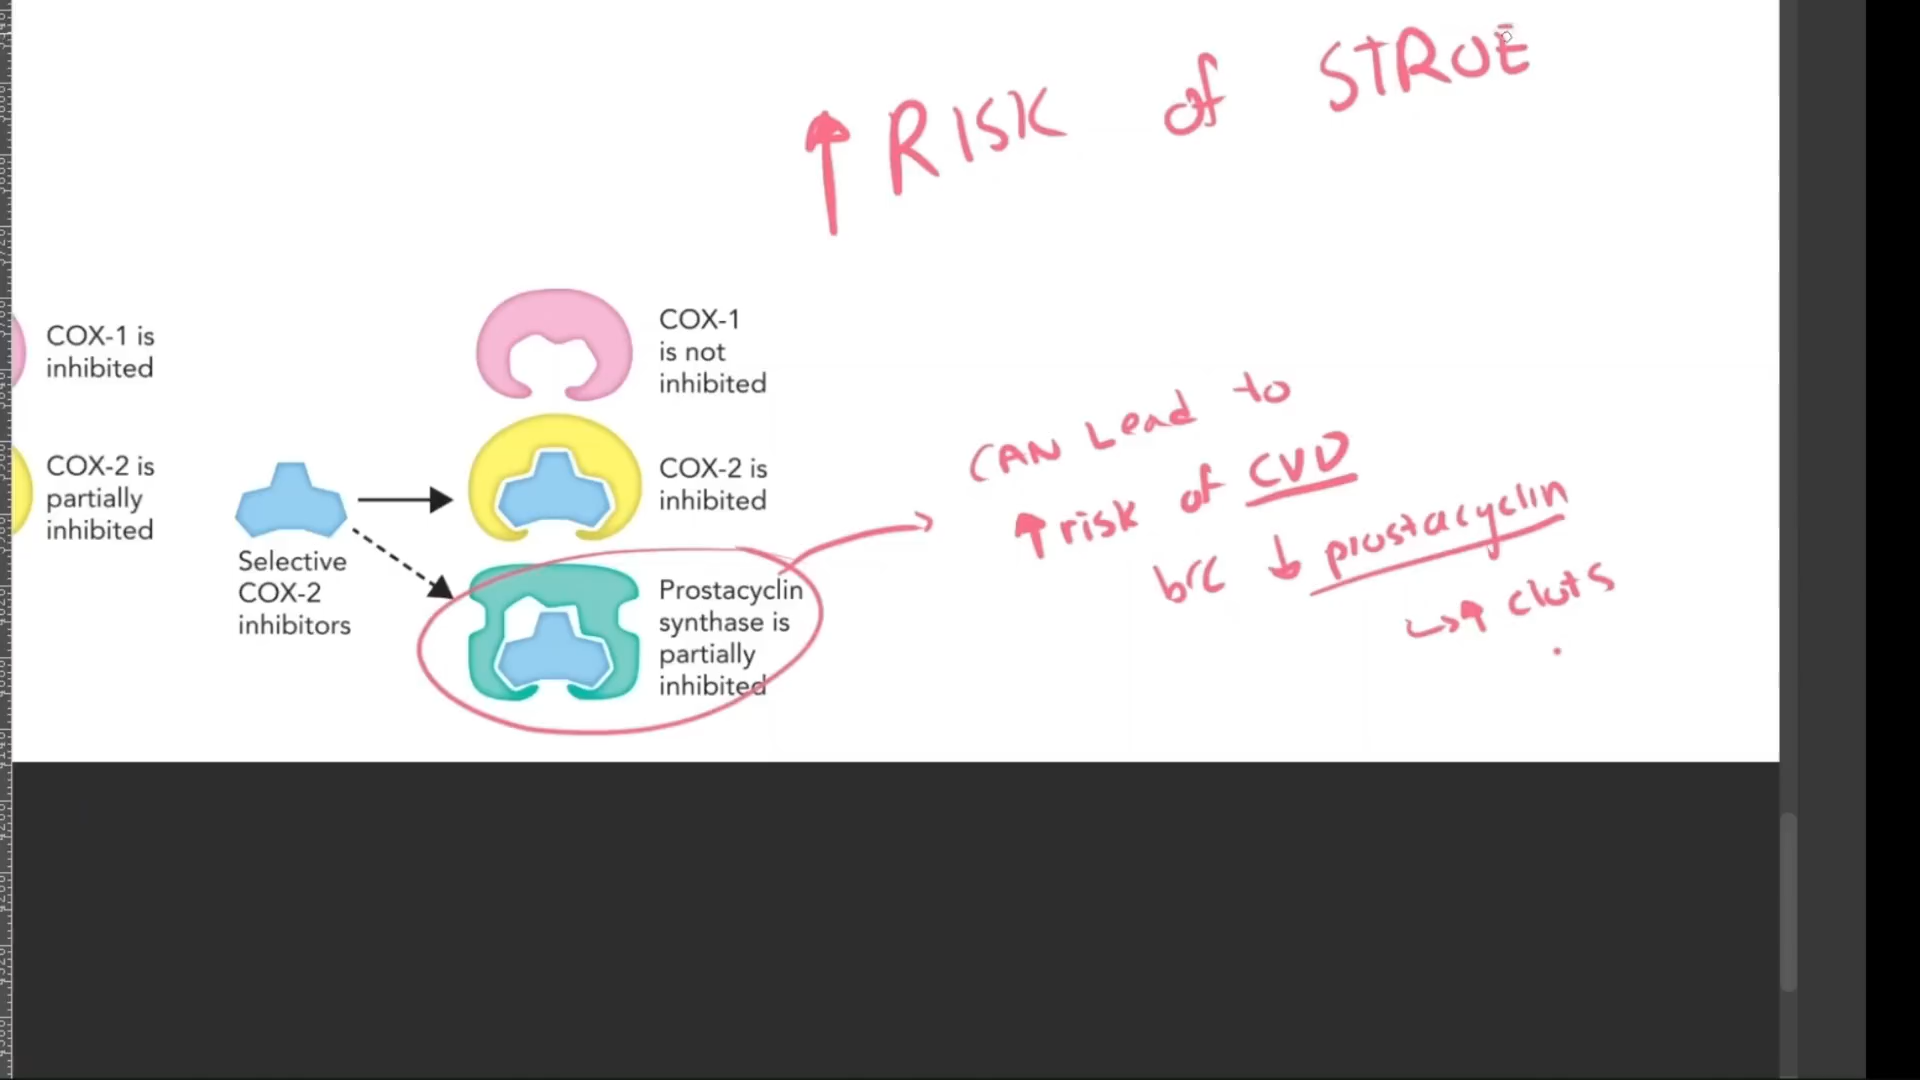 ↑ RISK of STROE
COX-1 is
inhibited
COX-2 is
partially
inhibited
Selective
COX-2
inhibitors
COX-1
is not
inhibited
COX-2 is
inhibited
Prostacyclin
synthase is
partially
inhibited
CAN Lead to
↑ risk of CVD
b/c ↓ prostacyclin
↳ ↑ clots